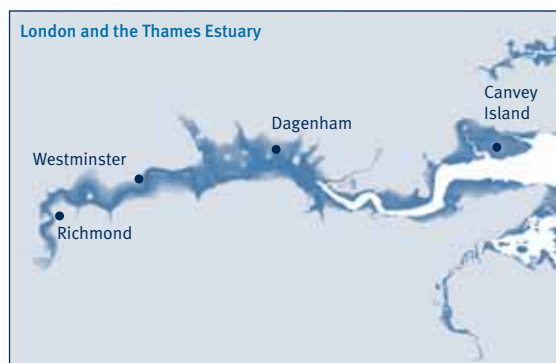 London and the Thames Estuary
Canvey
Island
Dagenham
Westminster
Richmond